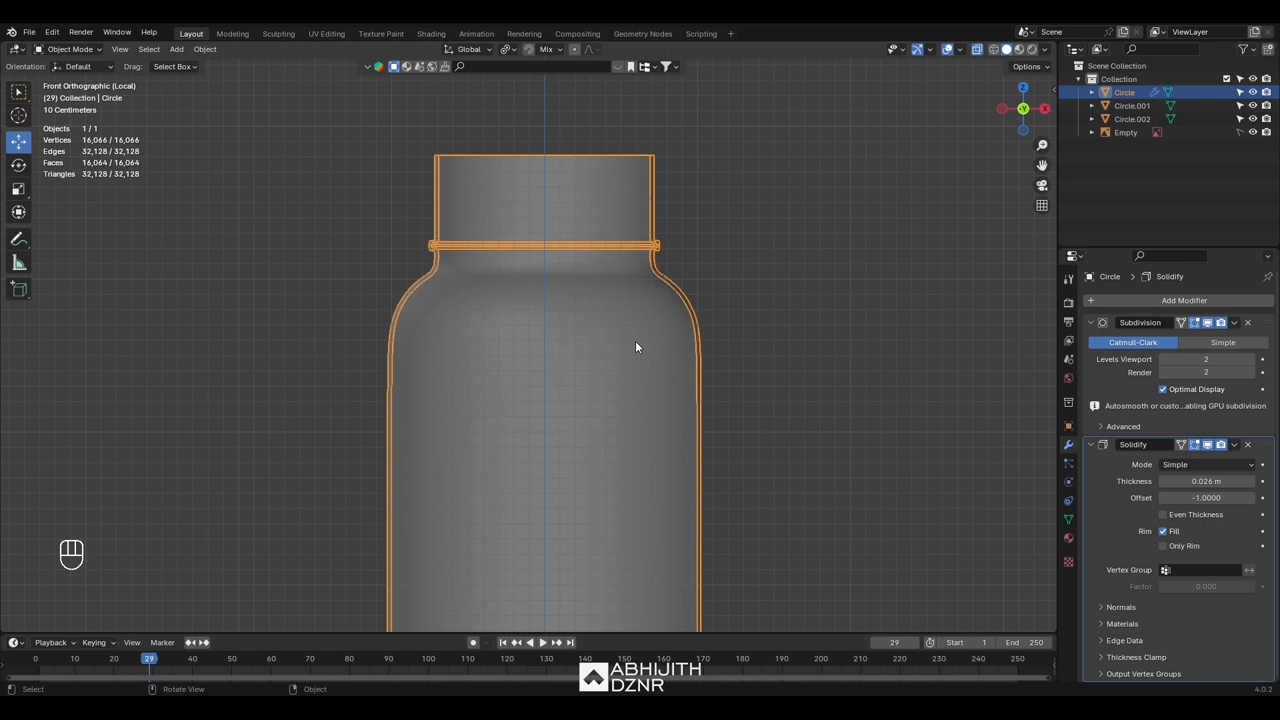 File Edit Render Window Help Layout Modeling Sculpting UV Editing Texture Paint Shading Animation Rendering Compositing Geometry Nodes Scripting + Scene ViewLayer
Object Mode View Select Add Object Global Mix
Orientation: Default Drag: Select Box Options
Front Orthographic (Local)
(29) Collection | Circle
10 Centimeters
Objects 1 / 1
Vertices 16,066 / 16,066
Edges 32,128 / 32,128
Faces 16,064 / 16,064
Triangles 32,128 / 32,128
Z
X
Y
Scene Collection
Collection
Circle
Circle.001
Circle.002
Empty
Circle > Solidify
+ Add Modifier
Subdivision
Catmull-Clark Simple
Levels Viewport 2
Render 2
Optimal Display
Autosmooth or custo...abling GPU subdivision
Advanced
Solidify
Mode Simple
Thickness 0.026 m
Offset -1.0000
Even Thickness
Rim Fill
Only Rim
Vertex Group
Factor 0.000
Normals
Materials
Edge Data
Thickness Clamp
Output Vertex Groups
Playback Keying View Marker 29 Start 1 End 250
0 10 20 29 40 50 60 70 80 90 100 110 120 130 140 150 160 170 180 190 200 210 220 230 240 250
ABHIJITH
DZNR
Select Rotate View Object 4.0.2